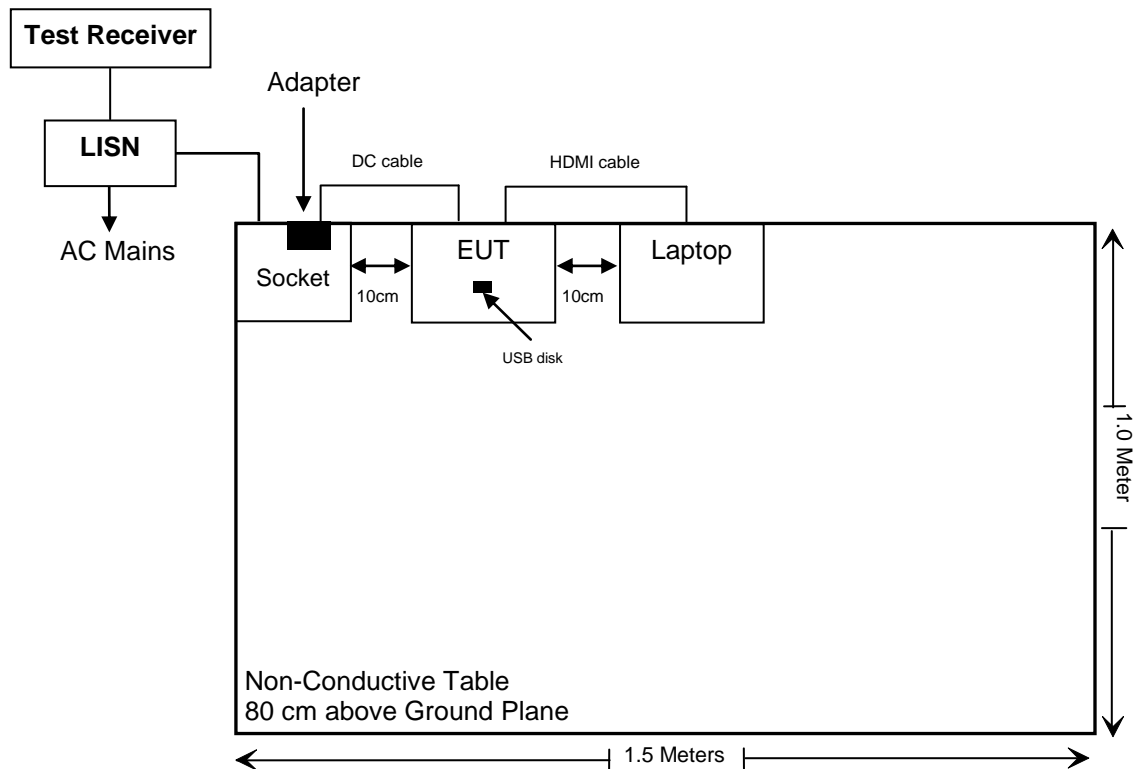 Test Receiver
Adapter
LISN
DC cable
HDMI cable
AC Mains
Socket
EUT
Laptop
10cm
10cm
USB disk
1.0 Meter
Non-Conductive Table
80 cm above Ground Plane
1.5 Meters